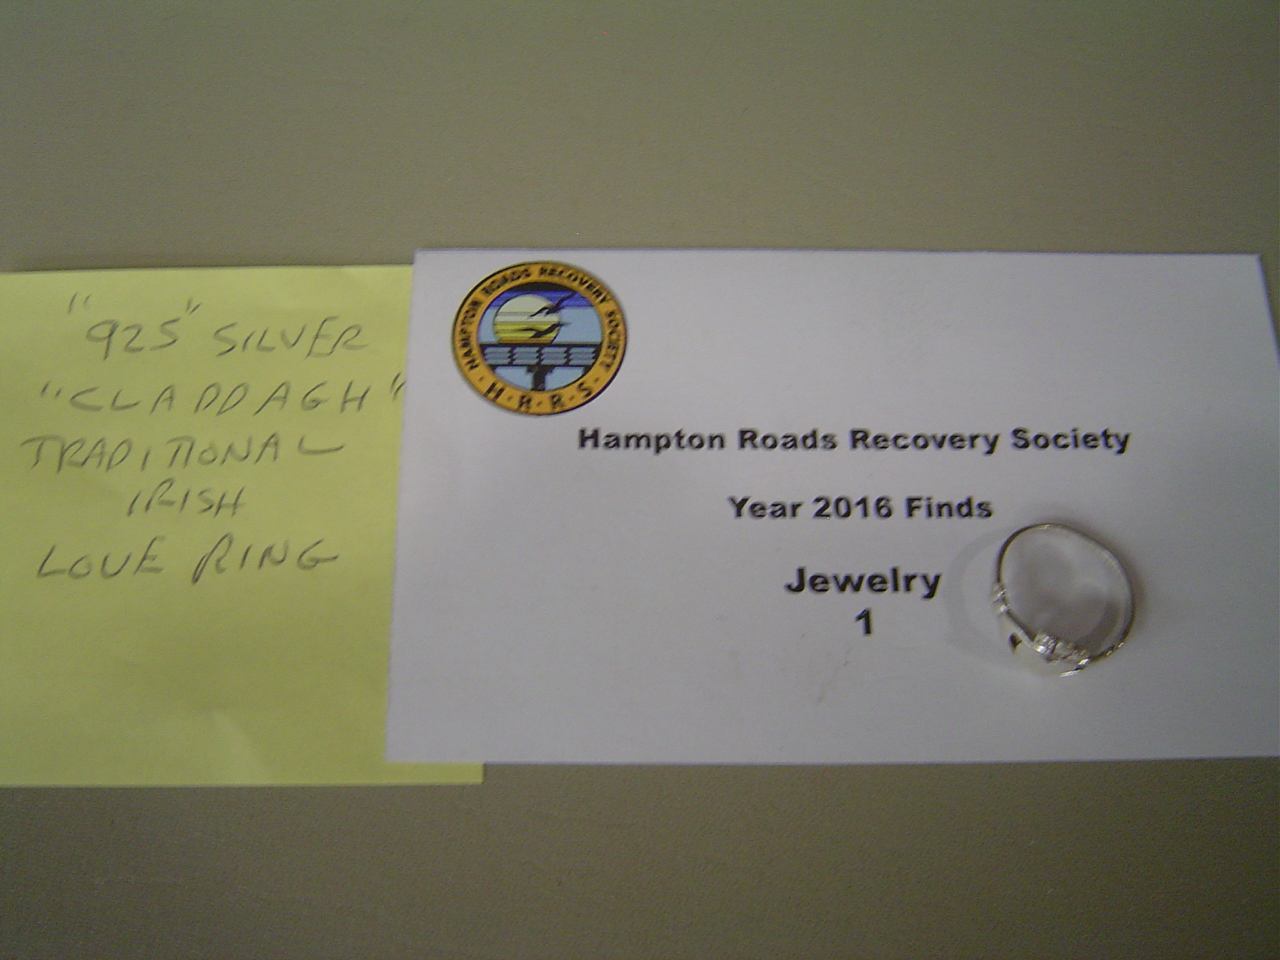 "925" SILVER
"CLADDAGH"
TRADITIONAL
IRISH
LOVE RING
HAMPTON ROADS RECOVERY SOCIETY
· H · R · R · S ·
Hampton Roads Recovery Society
Year 2016 Finds
Jewelry
1